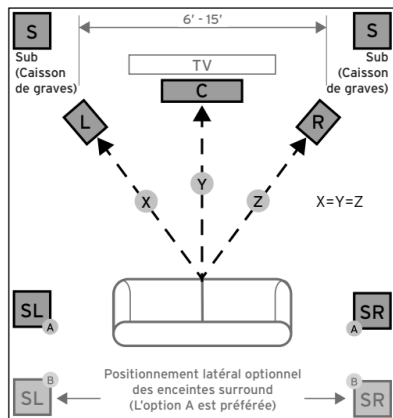 S
6' - 15'
S
Sub
(Caisson
de graves)
TV
Sub
(Caisson
de graves)
C
L
R
X
Y
Z
X=Y=Z
SL
A
SR
A
SL
B
Positionnement latéral optionnel
des enceintes surround
(L'option A est préférée)
B
SR